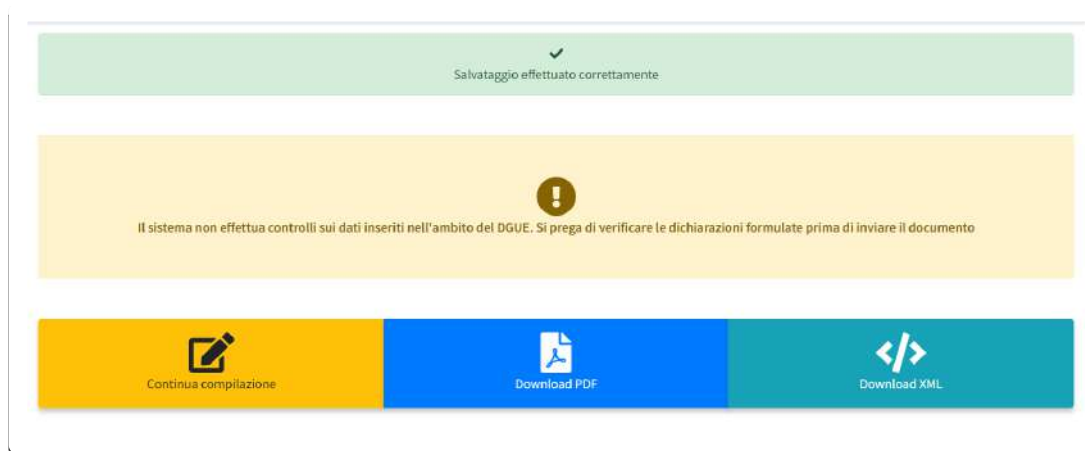 Salvataggio effettuato correttamente
Il sistema non effettua controlli sui dati inseriti nell'ambito del DGUE. Si prega di verificare le dichiarazioni formulate prima di inviare il documento
Continua compilazione
Download PDF
Download XML